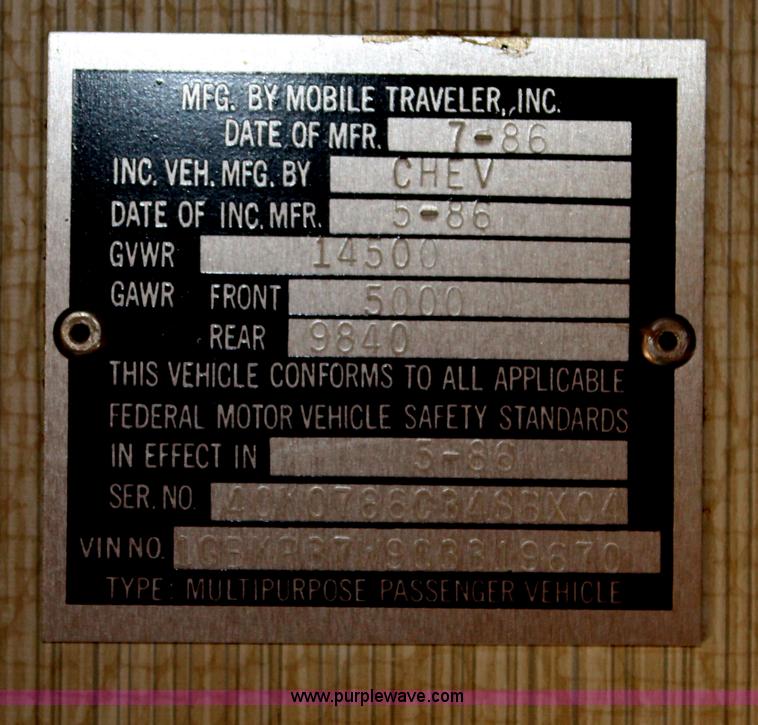 MFG. BY MOBILE TRAVELER, INC.
DATE OF MFR. 7-86
INC. VEH. MFG. BY CHEV
DATE OF INC. MFR. 5-86
GVWR 14500
GAWR FRONT 5000
REAR 9840
THIS VEHICLE CONFORMS TO ALL APPLICABLE
FEDERAL MOTOR VEHICLE SAFETY STANDARDS
IN EFFECT IN 5-86
SER. NO.
VIN NO.
TYPE: MULTIPURPOSE PASSENGER VEHICLE
www.purplewave.com